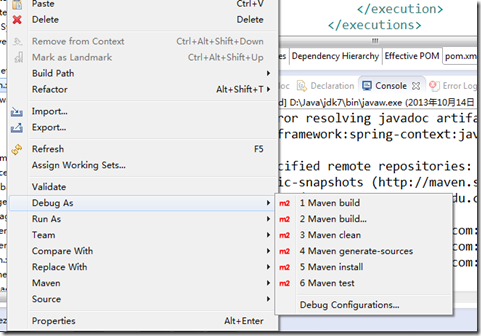 Paste Ctrl+V
Delete Delete
Remove from Context Ctrl+Alt+Shift+Down
Mark as Landmark Ctrl+Alt+Shift+Up
Build Path
Refactor Alt+Shift+T
Import...
Export...
Refresh F5
Assign Working Sets...
Validate
Debug As
Run As
Team
Compare With
Replace With
Maven
Source
Properties Alt+Enter
m2 1 Maven build
m2 2 Maven build...
m2 3 Maven clean
m2 4 Maven generate-sources
m2 5 Maven install
m2 6 Maven test
Debug Configurations...
</execution>
</executions>
Dependency Hierarchy Effective POM pom.xm
Declaration Console Error Log
] D:\Java\jdk7\bin\javaw.exe (2013年10月14日
ror resolving javadoc artifa
framework:spring-context:jav
cified remote repositories:
ic-snapshots (http://maven.s
du.c
com:
com:
com: